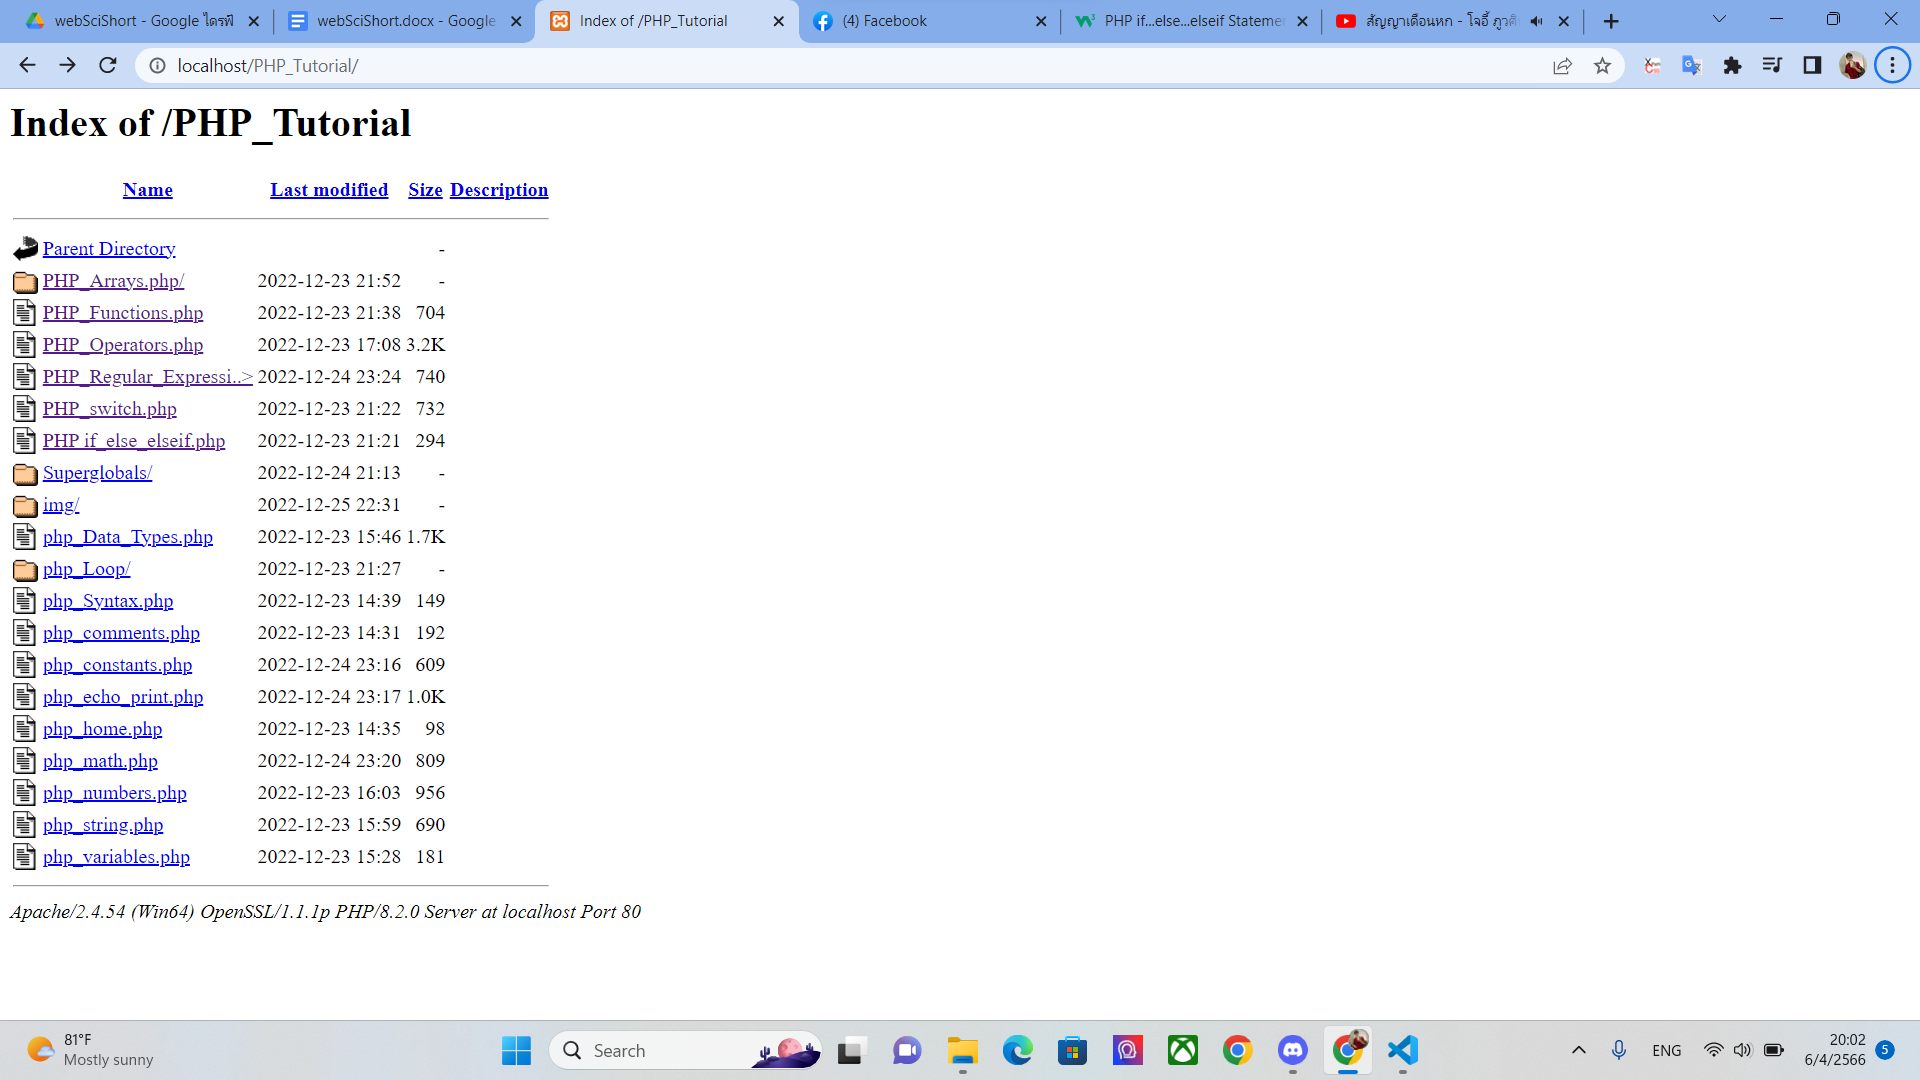 webSciShort - Google ไดรฟ์
webSciShort.docx - Google
Index of /PHP_Tutorial
(4) Facebook
PHP if...else...elseif Statemen
สัญญาเดือนหก - โจอี้ ภูวศิ
localhost/PHP_Tutorial/
Index of /PHP_Tutorial
Name Last modified Size Description
Parent Directory -
PHP_Arrays.php/ 2022-12-23 21:52 -
PHP_Functions.php 2022-12-23 21:38 704
PHP_Operators.php 2022-12-23 17:08 3.2K
PHP_Regular_Expressi..> 2022-12-24 23:24 740
PHP_switch.php 2022-12-23 21:22 732
PHP if_else_elseif.php 2022-12-23 21:21 294
Superglobals/ 2022-12-24 21:13 -
img/ 2022-12-25 22:31 -
php_Data_Types.php 2022-12-23 15:46 1.7K
php_Loop/ 2022-12-23 21:27 -
php_Syntax.php 2022-12-23 14:39 149
php_comments.php 2022-12-23 14:31 192
php_constants.php 2022-12-24 23:16 609
php_echo_print.php 2022-12-24 23:17 1.0K
php_home.php 2022-12-23 14:35 98
php_math.php 2022-12-24 23:20 809
php_numbers.php 2022-12-23 16:03 956
php_string.php 2022-12-23 15:59 690
php_variables.php 2022-12-23 15:28 181
Apache/2.4.54 (Win64) OpenSSL/1.1.1p PHP/8.2.0 Server at localhost Port 80
81°F
Mostly sunny
Search
ENG
20:02
6/4/2566
5